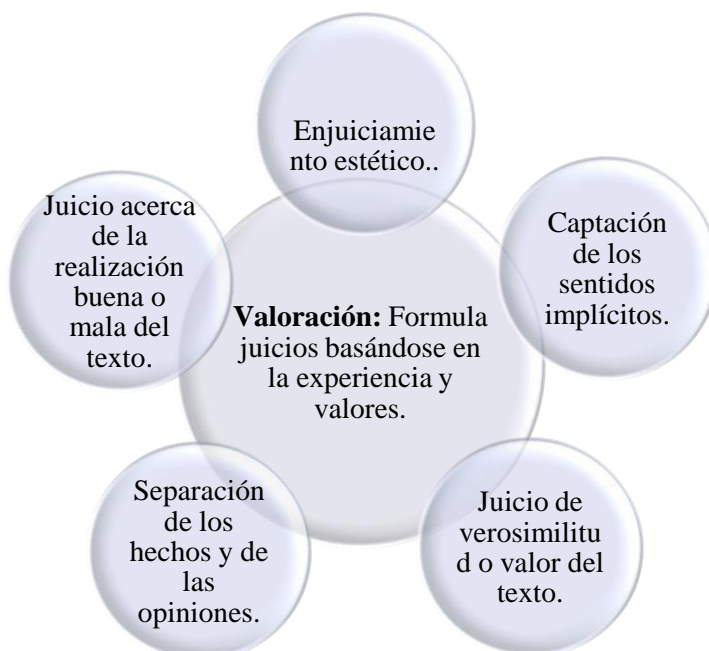 Enjuiciamie
nto estético..
Captación
de los
sentidos
implícitos.
Juicio de
verosimilitu
d o valor del
texto.
Separación
de los
hechos y de
las
opiniones.
Juicio acerca
de la
realización
buena o
mala del
texto.
Valoración: Formula
juicios basándose en
la experiencia y
valores.